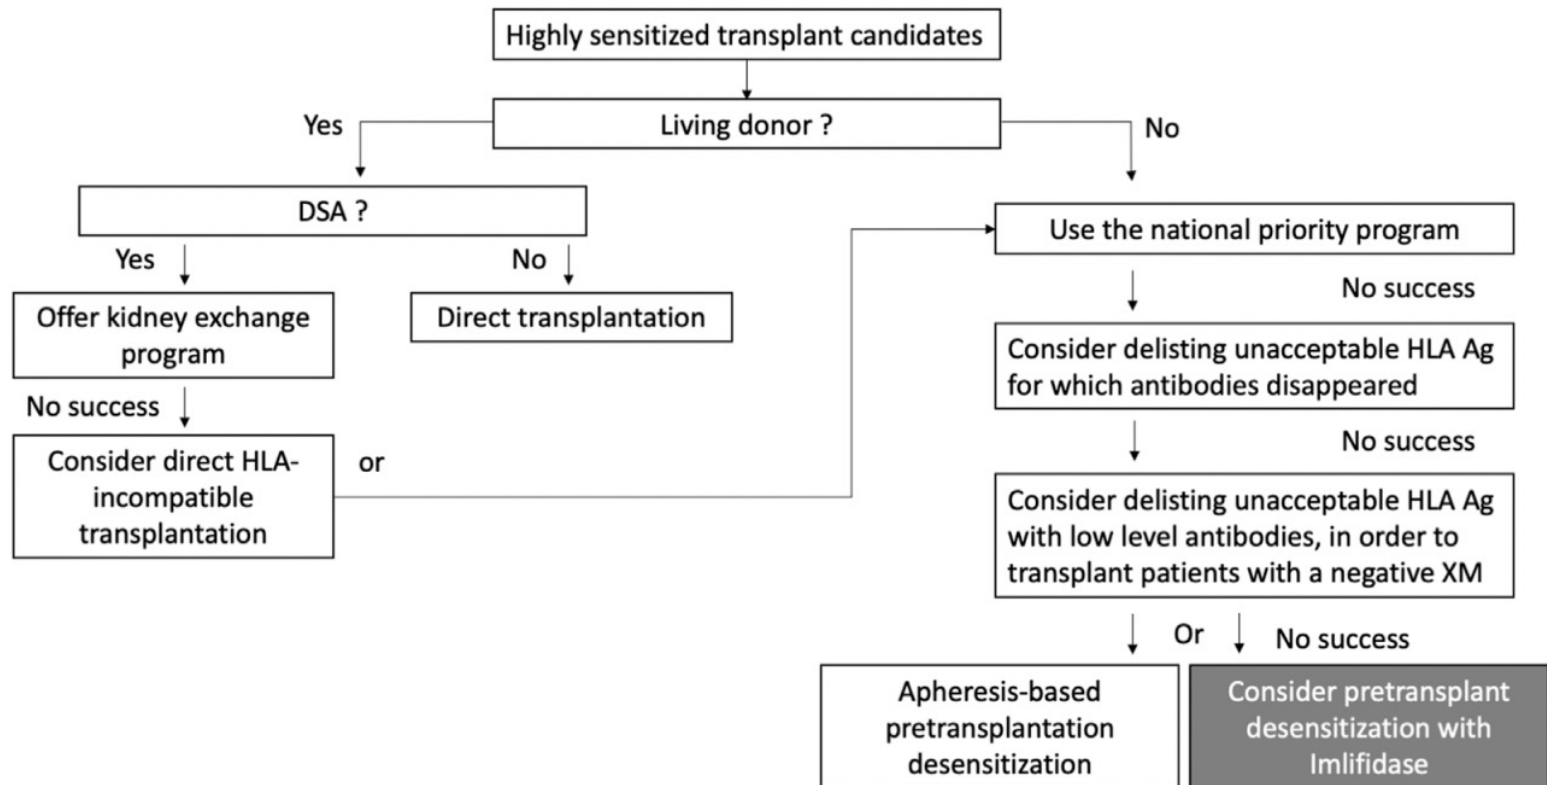 Highly sensitized transplant candidates
Living donor ?
Yes
No
DSA ?
Use the national priority program
Yes
No
No success
Offer kidney exchange
program
Direct transplantation
Consider delisting unacceptable HLA Ag
for which antibodies disappeared
No success
No success
Consider direct HLA-
incompatible
transplantation
or
Consider delisting unacceptable HLA Ag
with low level antibodies, in order to
transplant patients with a negative XM
Or
No success
Apheresis-based
pretransplantation
desensitization
Consider pretransplant
desensitization with
Imlifidase